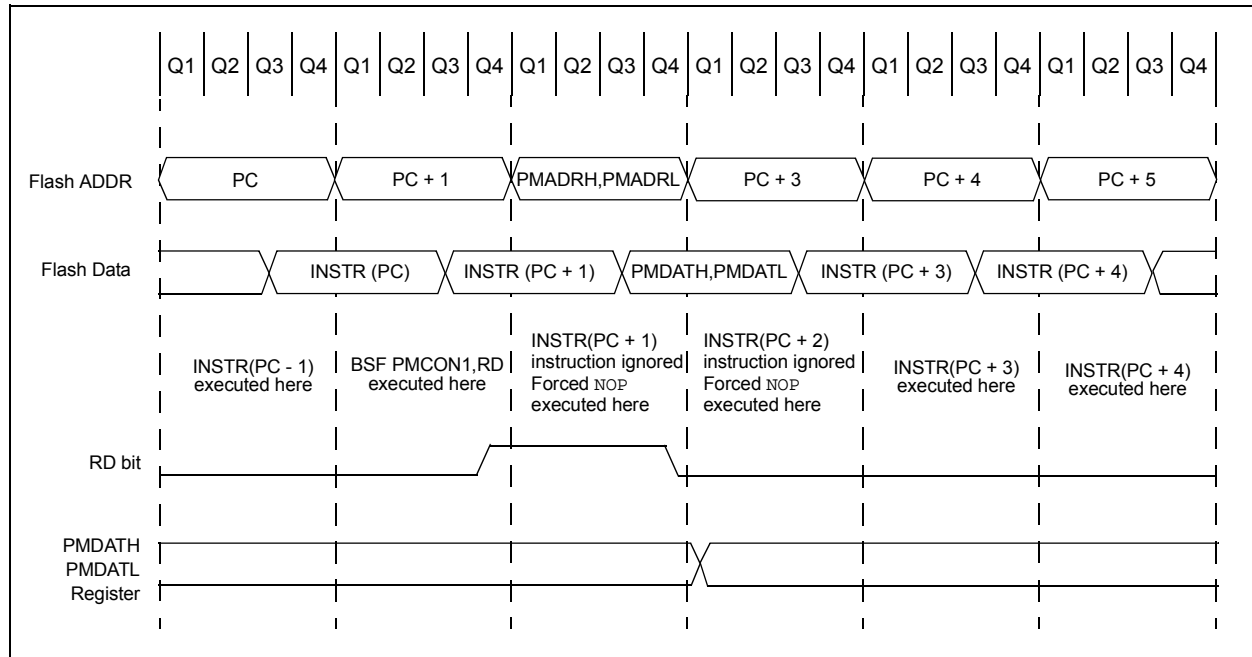 Q1 Q2 Q3 Q4 Q1 Q2 Q3 Q4 Q1 Q2 Q3 Q4 Q1 Q2 Q3 Q4 Q1 Q2 Q3 Q4 Q1 Q2 Q3 Q4
Flash ADDR PC PC + 1 PMADRH,PMADRL PC + 3 PC + 4 PC + 5
Flash Data INSTR (PC) INSTR (PC + 1) PMDATH,PMDATL INSTR (PC + 3) INSTR (PC + 4)
INSTR(PC - 1)
executed here
BSF PMCON1,RD
executed here
INSTR(PC + 1)
instruction ignored
Forced NOP
executed here
INSTR(PC + 2)
instruction ignored
Forced NOP
executed here
INSTR(PC + 3)
executed here
INSTR(PC + 4)
executed here
RD bit
PMDATH
PMDATL
Register